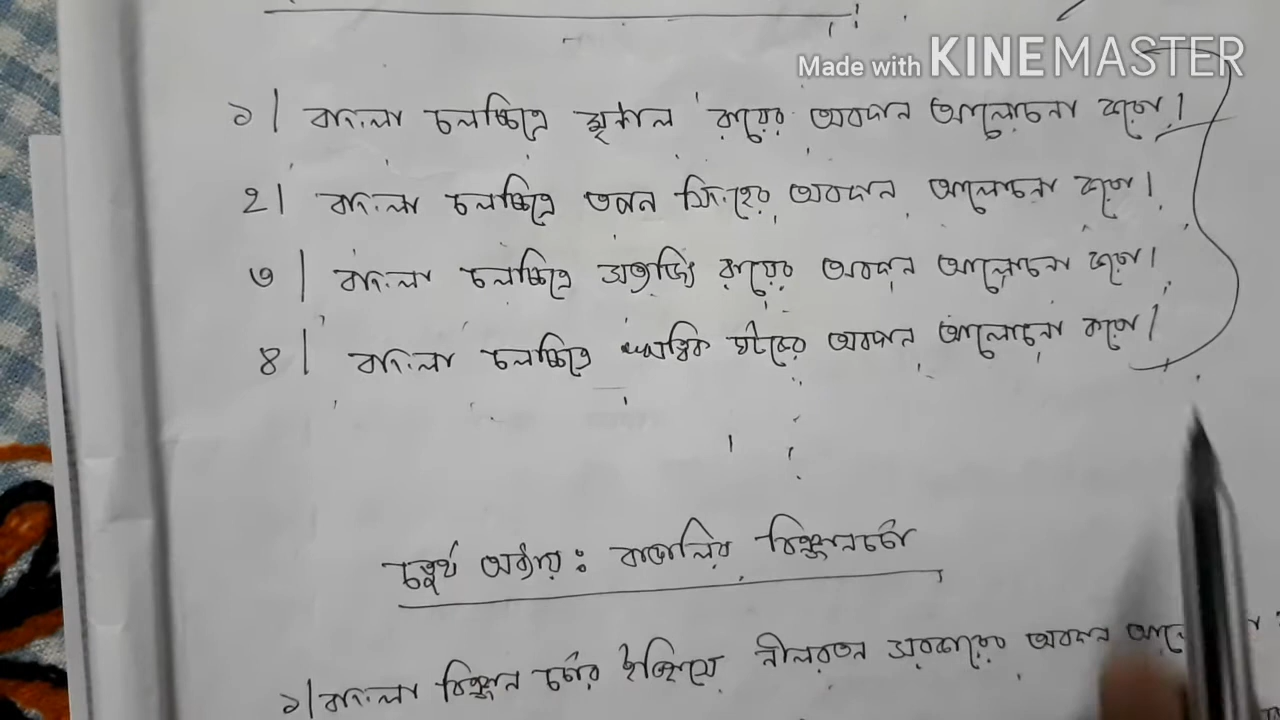 Made with KINEMASTER
১। বাংলা চলচ্চিত্রে মৃণাল রায়ের অবদান আলোচনা করো।
২। বাংলা চলচ্চিত্রে তপন সিংহের অবদান আলোচনা করো।
৩। বাংলা চলচ্চিত্রে সত্যজিৎ রায়ের অবদান আলোচনা করো।
৪। বাংলা চলচ্চিত্রে ঋত্বিক ঘটকের অবদান আলোচনা করো।
চতুর্থ অধ্যায় : বাঙালির বিজ্ঞানচর্চা
১। বাংলা বিজ্ঞান চর্চার ইতিহাসে নীলরতন সরকারের অবদান